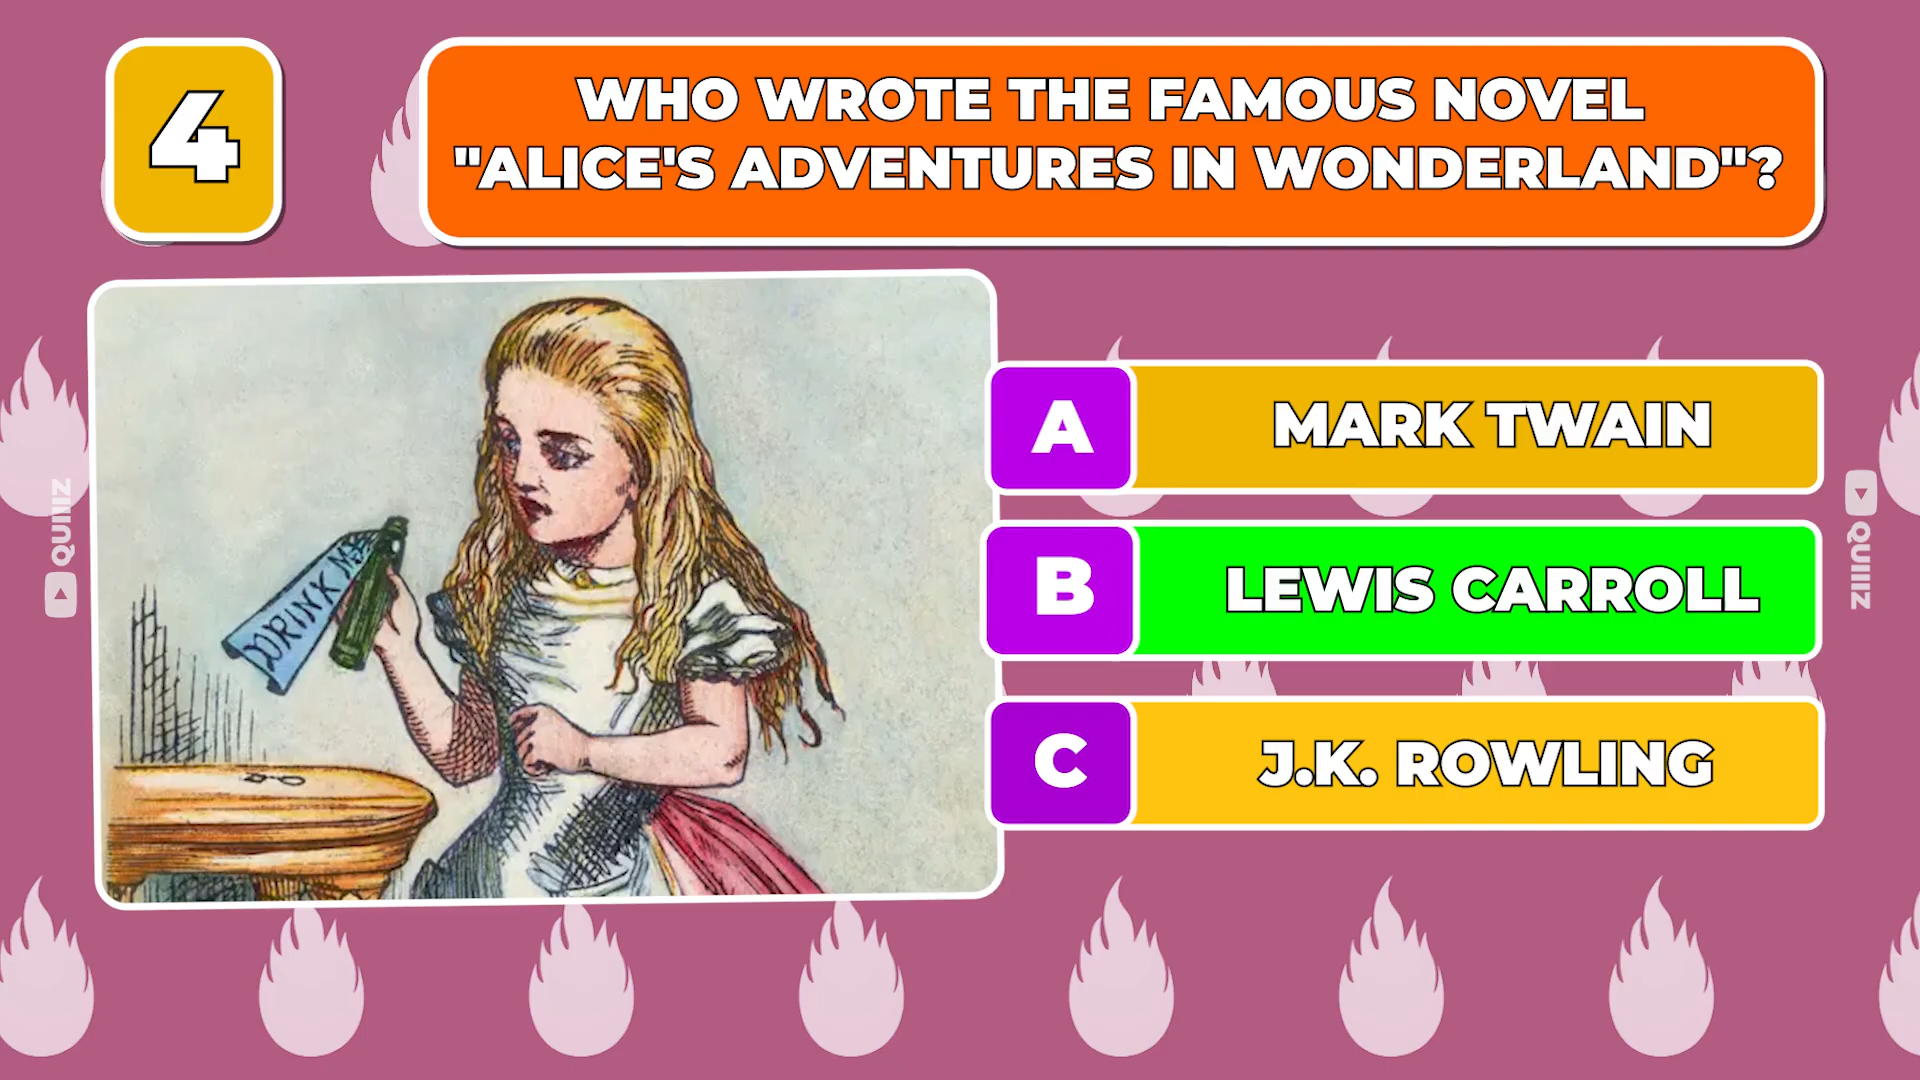 4
WHO WROTE THE FAMOUS NOVEL
"ALICE'S ADVENTURES IN WONDERLAND"?
DRINK ME
A
MARK TWAIN
B
LEWIS CARROLL
C
J.K. ROWLING
QUIIIZ
QUIIIZ